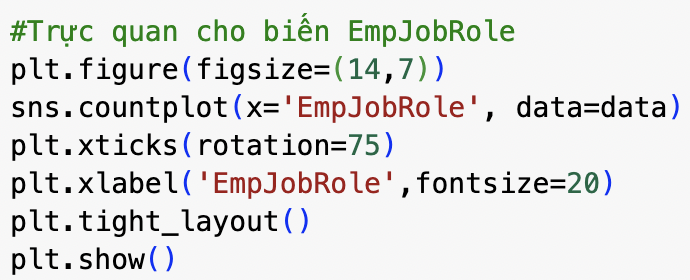 #Trực quan cho biến EmpJobRole
plt.figure(figsize=(14,7))
sns.countplot(x='EmpJobRole', data=data)
plt.xticks(rotation=75)
plt.xlabel('EmpJobRole',fontsize=20)
plt.tight_layout()
plt.show()